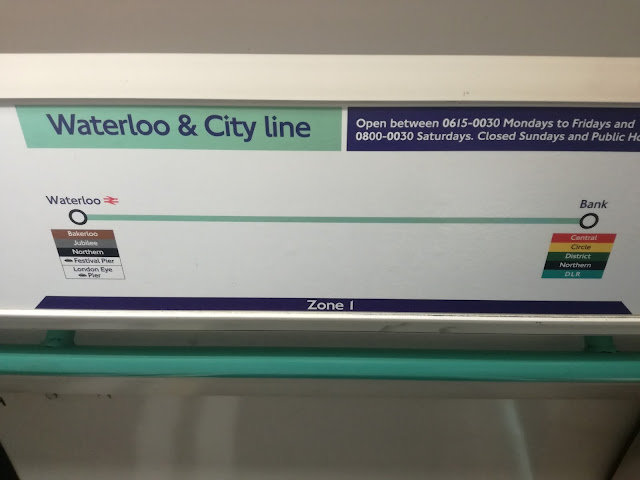 Waterloo & City line
Open between 0615-0030 Mondays to Fridays and
0800-0030 Saturdays. Closed Sundays and Public
Waterloo
Bakerloo
Jubilee
Northern
Festival Pier
London Eye
Pier
Bank
Central
Circle
District
Northern
DLR
Zone 1